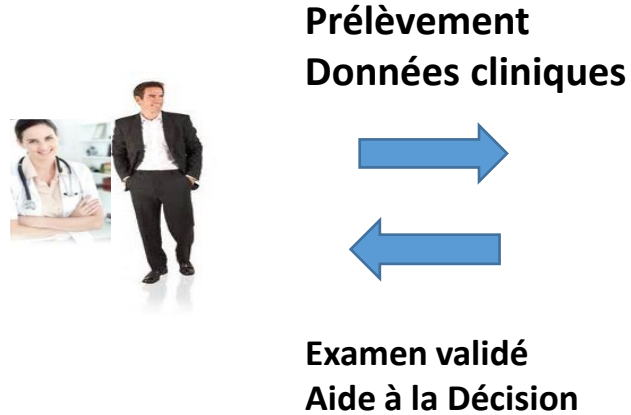 Prélèvement
Données cliniques
Examen validé
Aide à la Décision